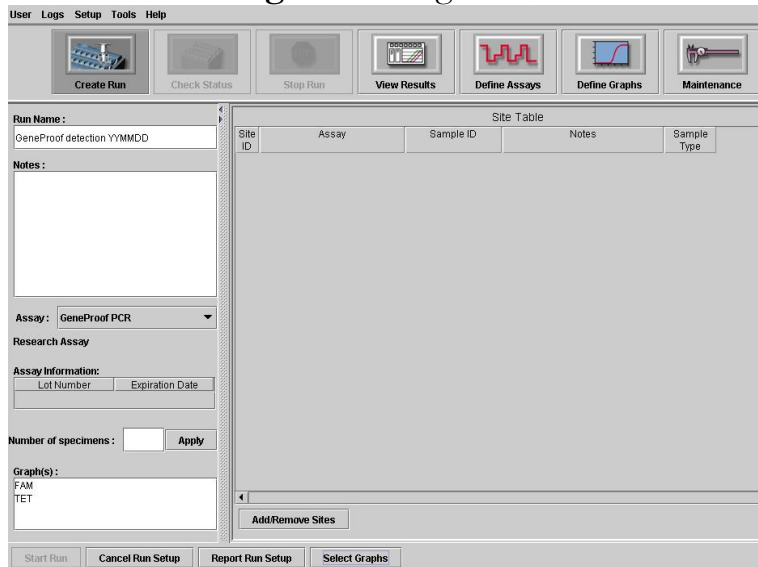 User Logs Setup Tools Help
Create Run Check Status Stop Run View Results Define Assays Define Graphs Maintenance
Run Name :
GeneProof detection YYMMDD
Notes :
Assay : GeneProof PCR
Research Assay
Assay Information:
Lot Number Expiration Date
Number of specimens : Apply
Graph(s) :
FAM
TET
Site Table
Site ID Assay Sample ID Notes Sample Type
Add/Remove Sites
Start Run Cancel Run Setup Report Run Setup Select Graphs